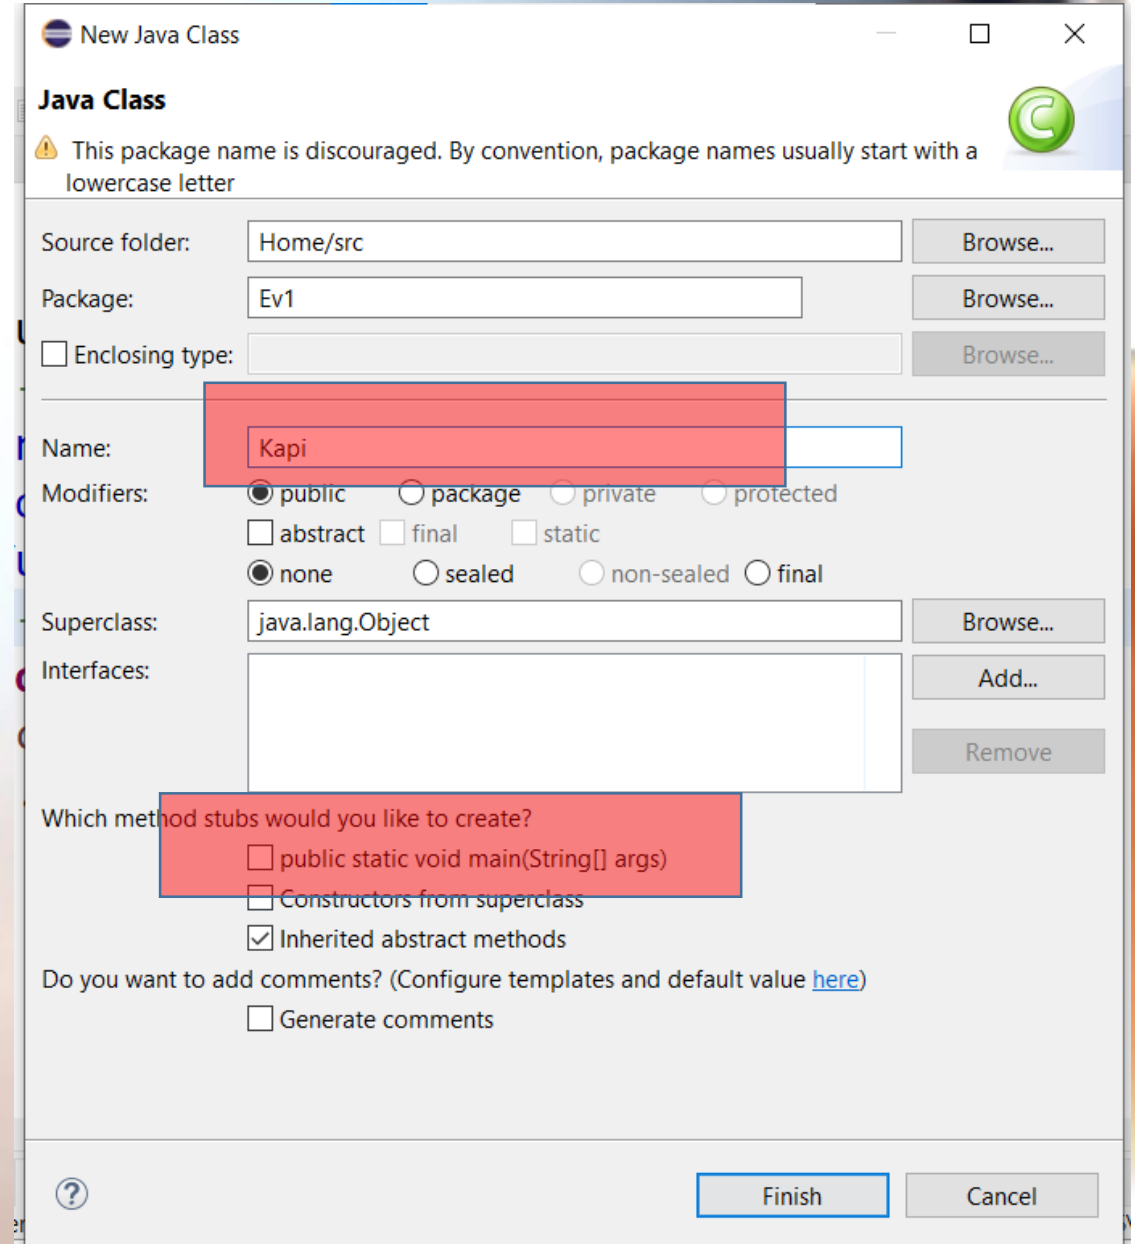 New Java Class
Java Class
This package name is discouraged. By convention, package names usually start with a
lowercase letter
Source folder: Home/src Browse...
Package: Ev1 Browse...
Enclosing type: Browse...
Name: Kapi
Modifiers: public package private protected
abstract final static
none sealed non-sealed final
Superclass: java.lang.Object Browse...
Interfaces: Add...
Remove
Which method stubs would you like to create?
public static void main(String[] args)
Constructors from superclass
Inherited abstract methods
Do you want to add comments? (Configure templates and default value here)
Generate comments
? Finish Cancel